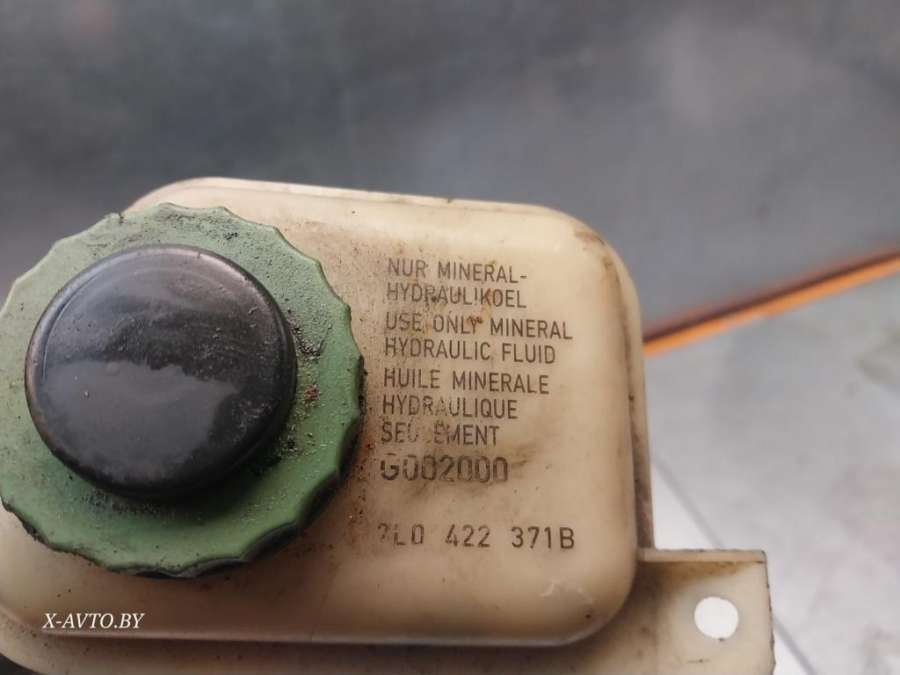 NUR MINERAL-
HYDRAULIKOEL
USE ONLY MINERAL
HYDRAULIC FLUID
HUILE MINERALE
HYDRAULIQUE
SEULEMENT
G002000
7L0 422 371B
X-AVTO.BY